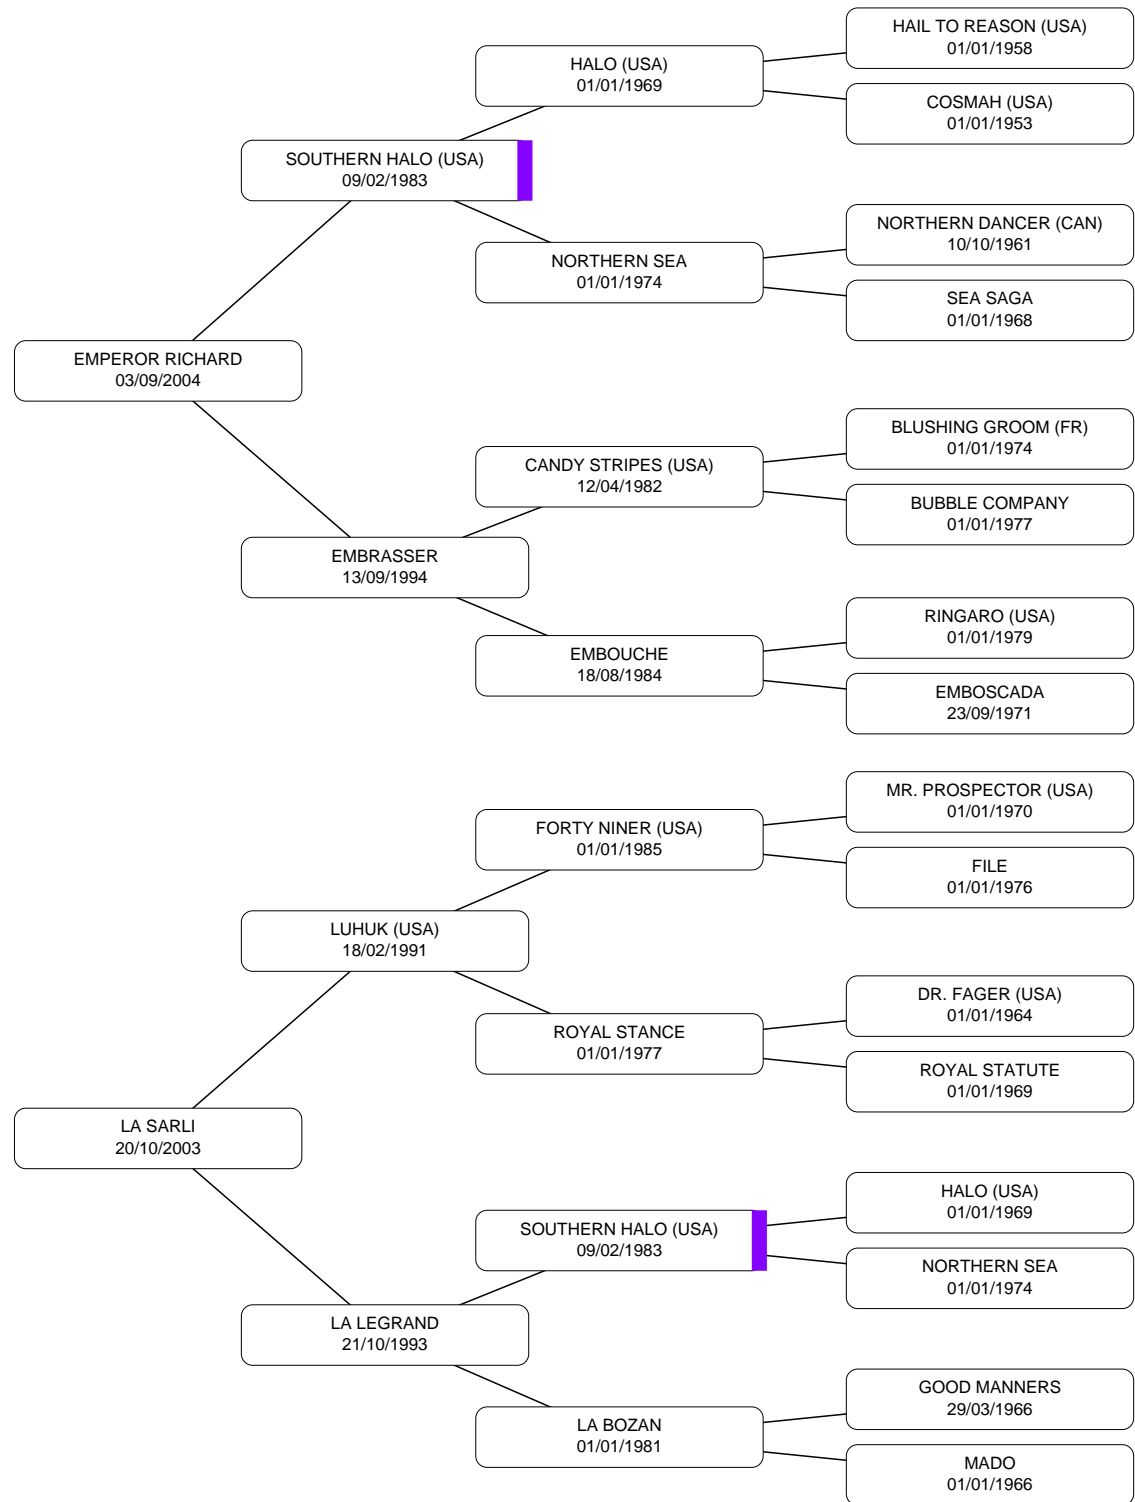 HAIL TO REASON (USA)
01/01/1958
HALO (USA)
01/01/1969
COSMAH (USA)
01/01/1953
SOUTHERN HALO (USA)
09/02/1983
NORTHERN DANCER (CAN)
10/10/1961
NORTHERN SEA
01/01/1974
SEA SAGA
01/01/1968
EMPEROR RICHARD
03/09/2004
BLUSHING GROOM (FR)
01/01/1974
CANDY STRIPES (USA)
12/04/1982
BUBBLE COMPANY
01/01/1977
EMBRASSER
13/09/1994
RINGARO (USA)
01/01/1979
EMBOUCHE
18/08/1984
EMBOSCADA
23/09/1971
MR. PROSPECTOR (USA)
01/01/1970
FORTY NINER (USA)
01/01/1985
FILE
01/01/1976
LUHUK (USA)
18/02/1991
DR. FAGER (USA)
01/01/1964
ROYAL STANCE
01/01/1977
ROYAL STATUTE
01/01/1969
LA SARLI
20/10/2003
HALO (USA)
01/01/1969
SOUTHERN HALO (USA)
09/02/1983
NORTHERN SEA
01/01/1974
LA LEGRAND
21/10/1993
GOOD MANNERS
29/03/1966
LA BOZAN
01/01/1981
MADO
01/01/1966